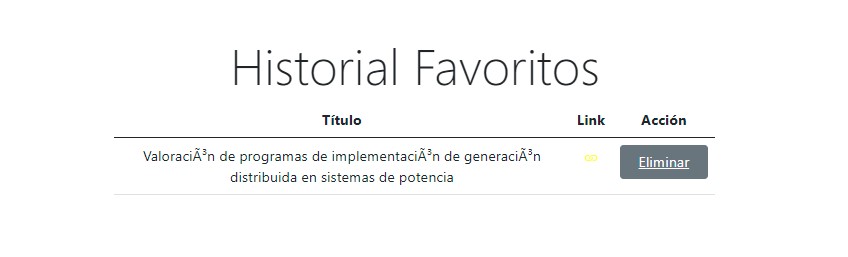 Historial Favoritos
Título Link Acción
ValoraciÃ³n de programas de implementaciÃ³n de generaciÃ³n
distribuida en sistemas de potencia
Eliminar